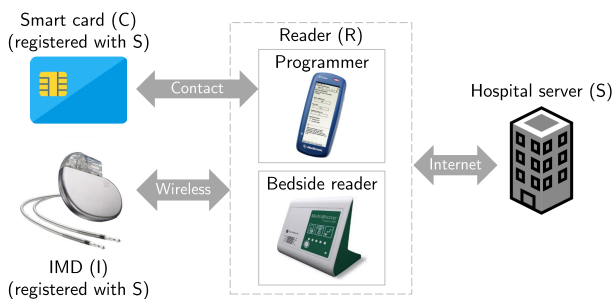 Smart card (C)
(registered with S)
Reader (R)
Programmer
Contact
Hospital server (S)
Internet
Wireless
Bedside reader
IMD (I)
(registered with S)